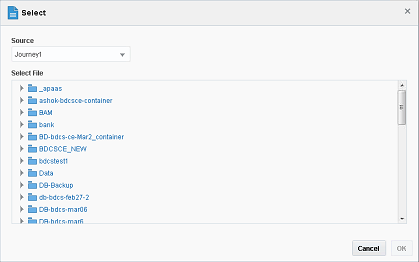 Select
Source
Journey1
Select File
_apaas
ashok-bdcsce-container
BAM
bank
BD-bdcs-ce-Mar2_container
BDCSCE_NEW
bdcstest1
Data
DB-Backup
db-bdcs-feb27-2
DB-bdcs-mar06
DB-bdcs-mar6
Cancel
OK